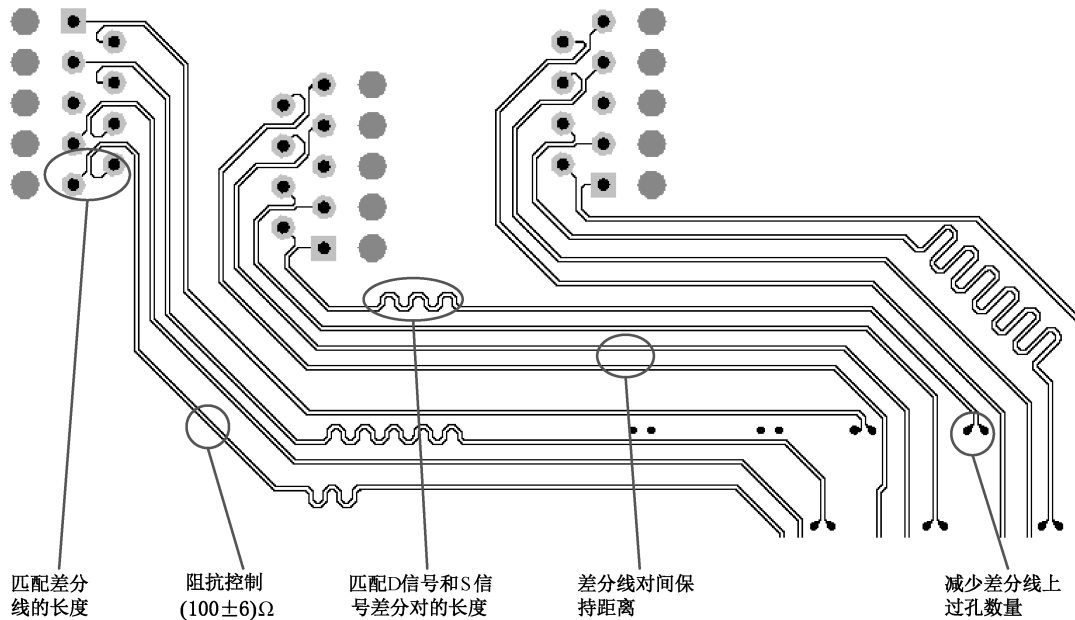 匹配差分
线的长度
阻抗控制
(100±6)Ω
匹配D信号和S信
号差分对的长度
差分线对间保
持距离
减少差分线上
过孔数量